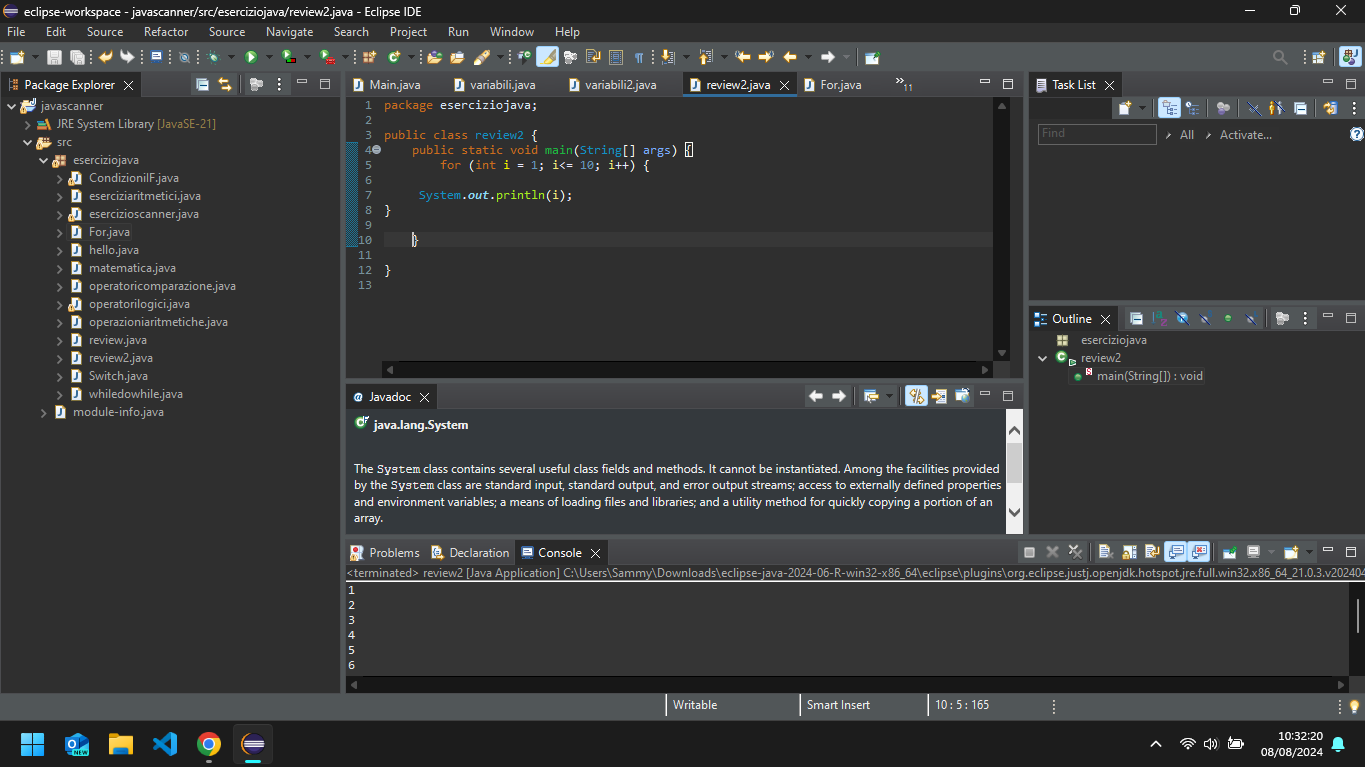 eclipse-workspace - javascanner/src/eserciziojava/review2.java - Eclipse IDE
File Edit Source Refactor Source Navigate Search Project Run Window Help
Package Explorer
javascanner
JRE System Library [JavaSE-21]
src
eserciziojava
CondizioniIF.java
eserciziaritmetici.java
esercizioscanner.java
For.java
hello.java
matematica.java
operatoricomparazione.java
operatorilogici.java
operazioniaritmetiche.java
review.java
review2.java
Switch.java
whiledowhile.java
module-info.java
Main.java variabili.java variabili2.java review2.java For.java »11
1 package eserciziojava;
2
3 public class review2 {
4 public static void main(String[] args) {
5 for (int i = 1; i<= 10; i++) {
6
7 System.out.println(i);
8 }
9
10 }
11
12 }
13
Task List
Find All Activate...
Outline
eserciziojava
review2
main(String[]) : void
@ Javadoc
java.lang.System
The System class contains several useful class fields and methods. It cannot be instantiated. Among the facilities provided
by the System class are standard input, standard output, and error output streams; access to externally defined properties
and environment variables; a means of loading files and libraries; and a utility method for quickly copying a portion of an
array.
Problems Declaration Console
<terminated> review2 [Java Application] C:\Users\Sammy\Downloads\eclipse-java-2024-06-R-win32-x86_64\eclipse\plugins\org.eclipse.justj.openjdk.hotspot.jre.full.win32.x86_64_21.0.3.v202404
1
2
3
4
5
6
Writable Smart Insert 10 : 5 : 165
NEW
10:32:20
08/08/2024